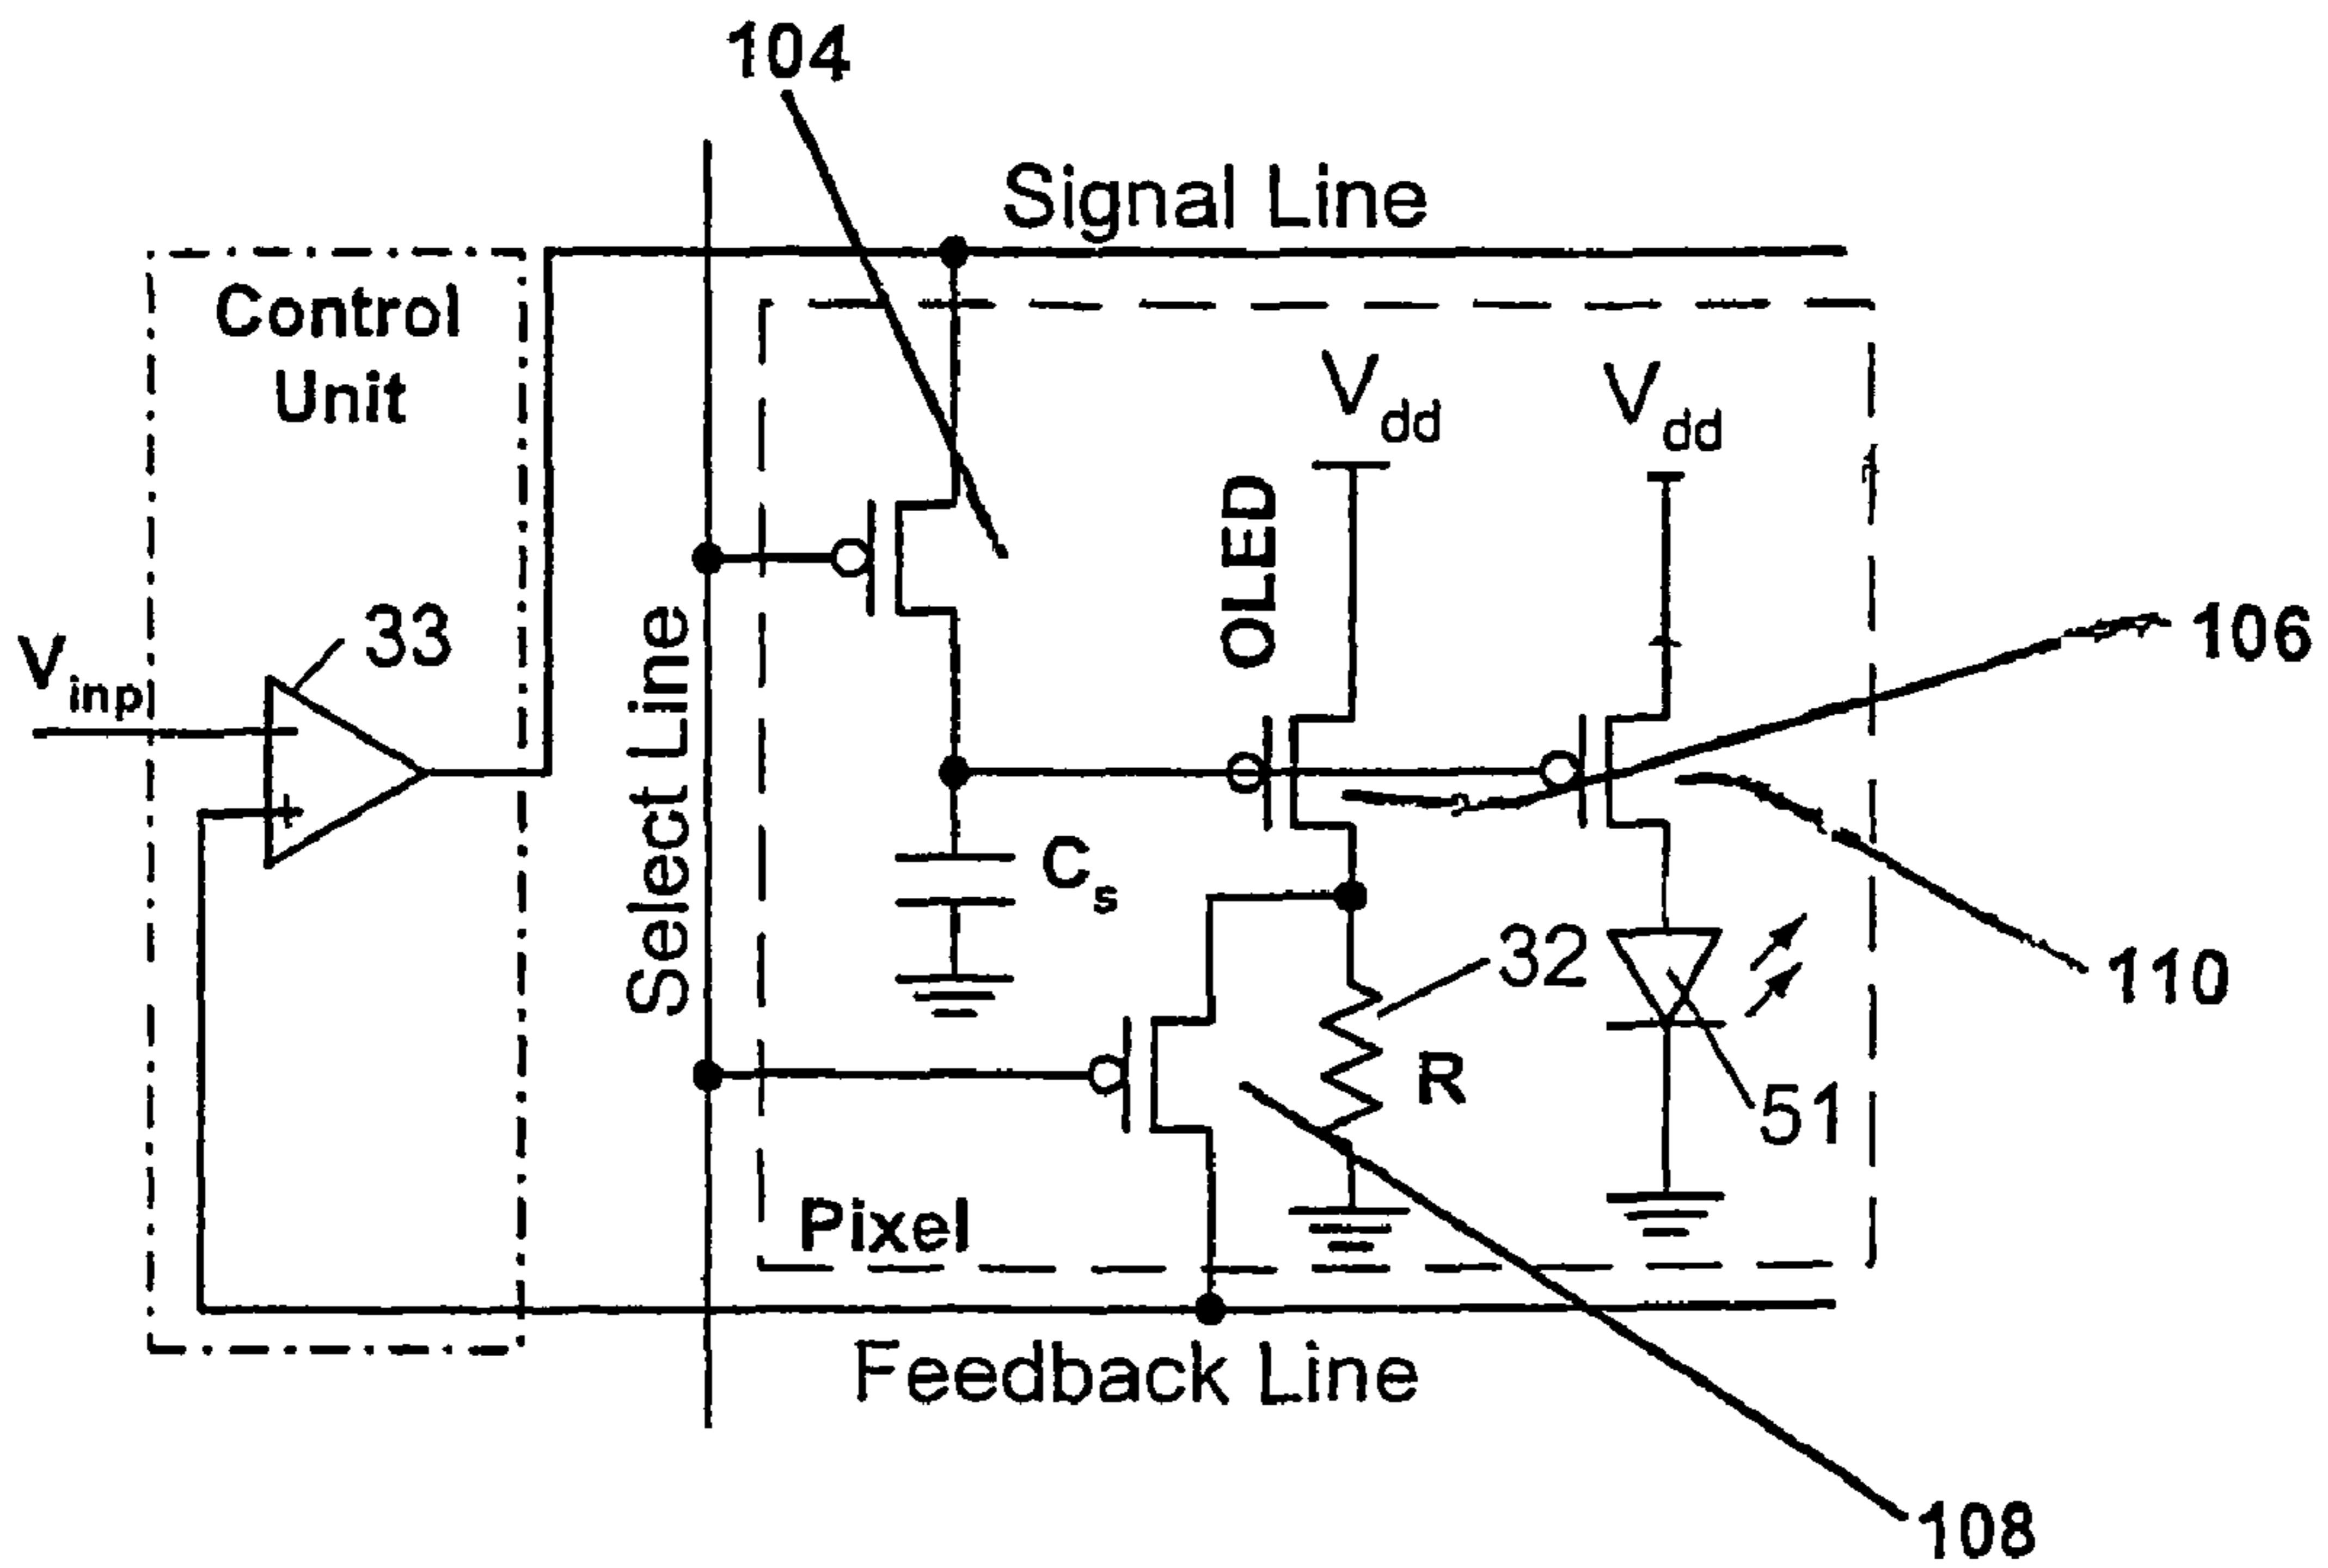 104
Signal Line
Control
Unit
Vdd
Vdd
OLED
Select Line
33
Vinp
106
Cs
32
110
R
51
Pixel
Feedback Line
108